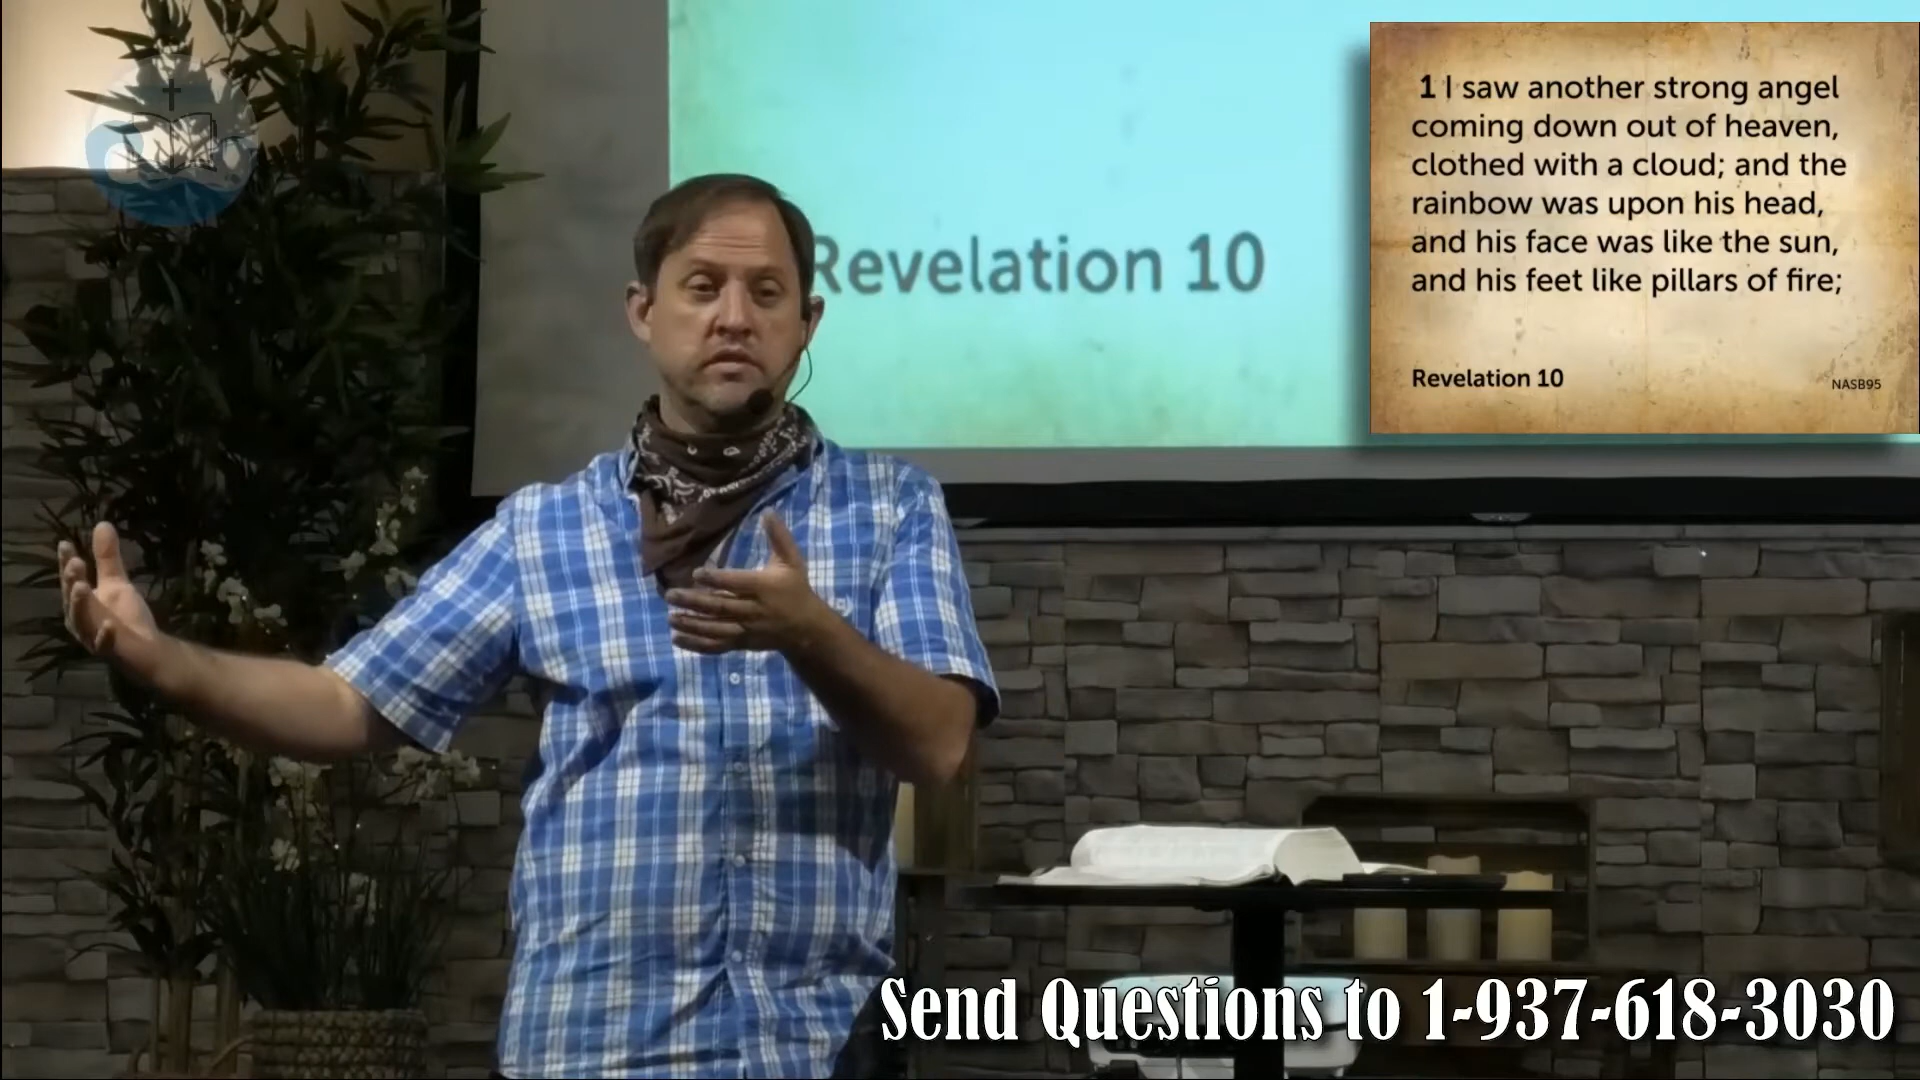 1 I saw another strong angel
coming down out of heaven,
clothed with a cloud; and the
rainbow was upon his head,
and his face was like the sun,
and his feet like pillars of fire;
Revelation 10
NASB95
Revelation 10
Send Questions to 1-937-618-3030